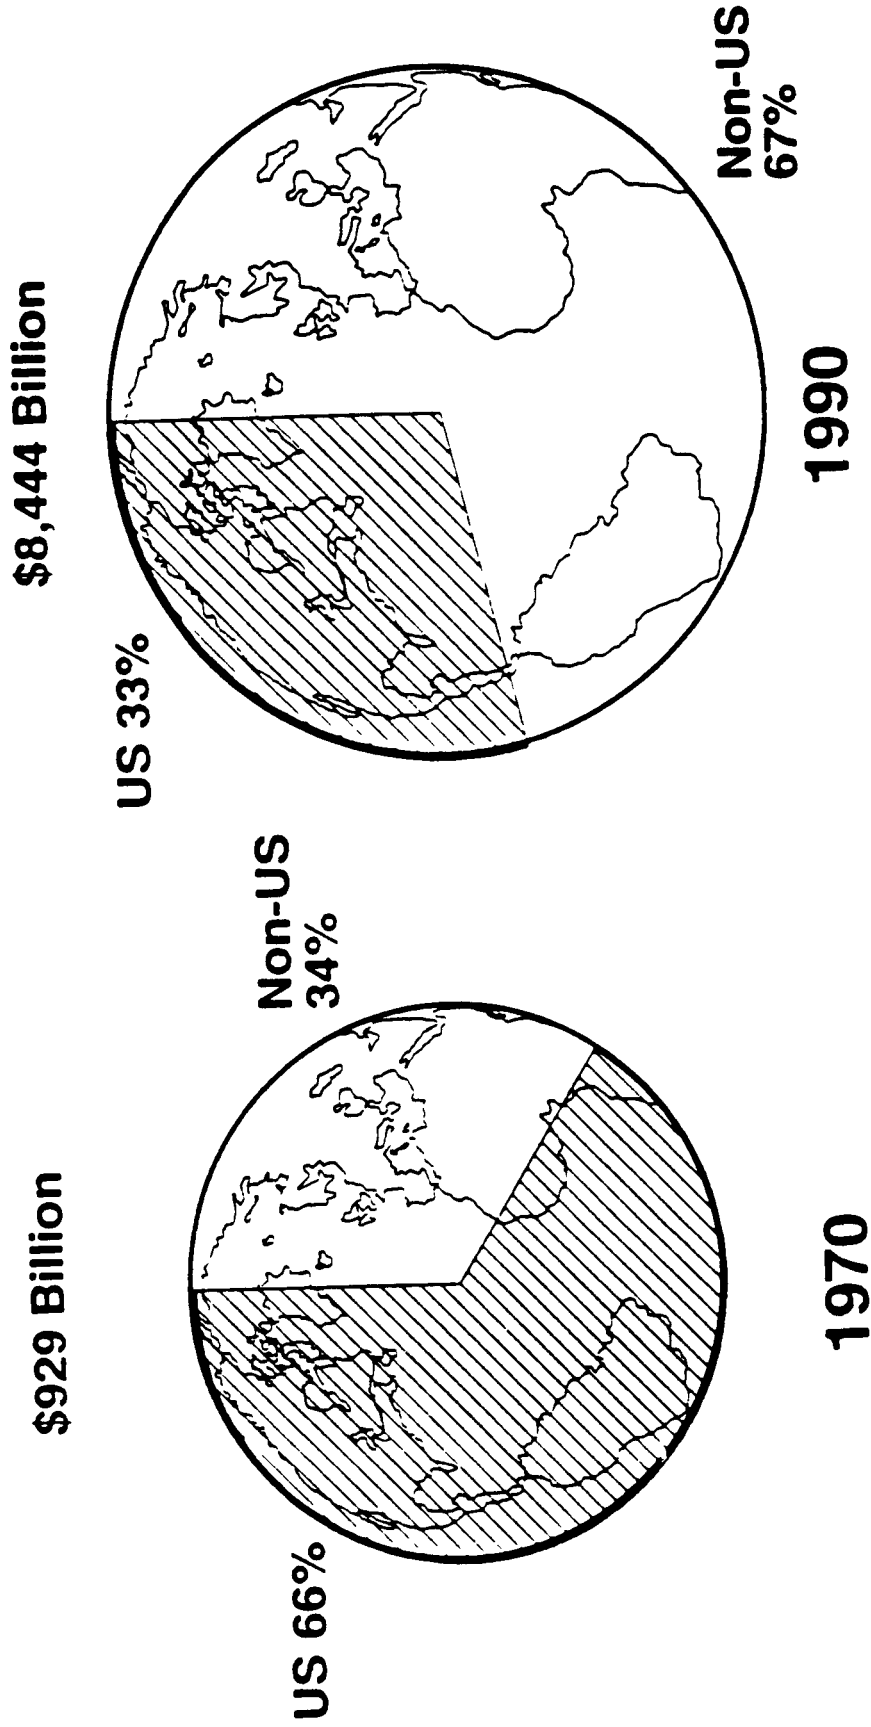 $929 Billion
$8,444 Billion
US 66%
Non-US
34%
US 33%
Non-US
67%
1970
1990